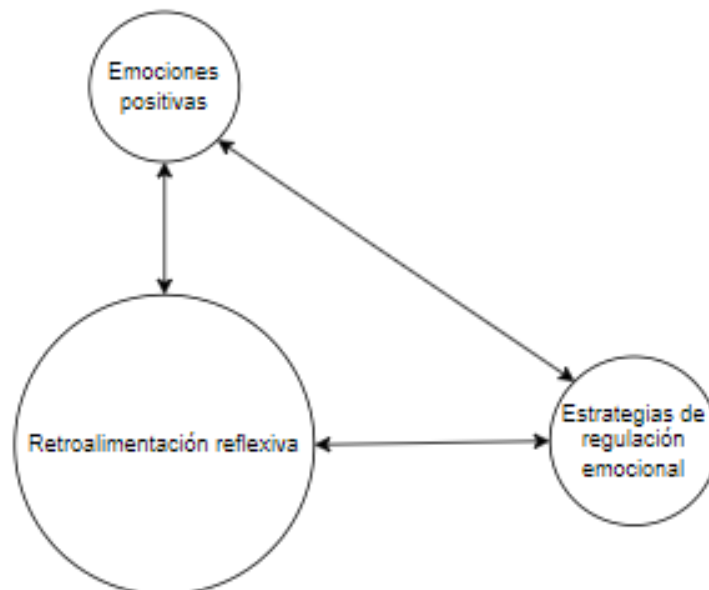 Emociones
positivas
Retroalimentación reflexiva
Estrategias de
regulación
emocional